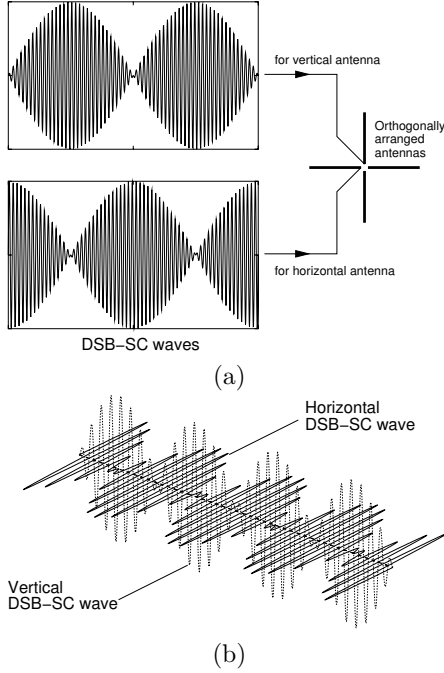 for vertical antenna
Orthogonally
arranged
antennas
for horizontal antenna
DSB−SC waves
(a)
Horizontal
DSB−SC wave
Vertical
DSB−SC wave
(b)